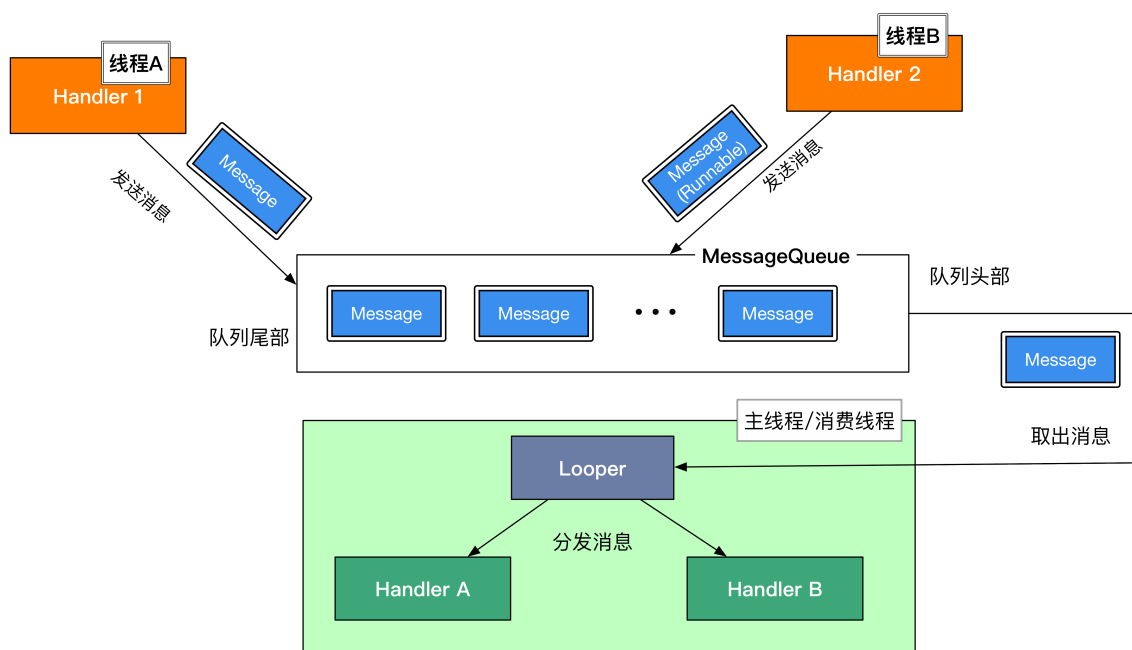 线程A
Handler 1
线程B
Handler 2
Message
发送消息
Message
(Runnable)
发送消息
MessageQueue
队列头部
Message
Message
• • •
Message
队列尾部
Message
主线程/消费线程
取出消息
Looper
分发消息
Handler A
Handler B